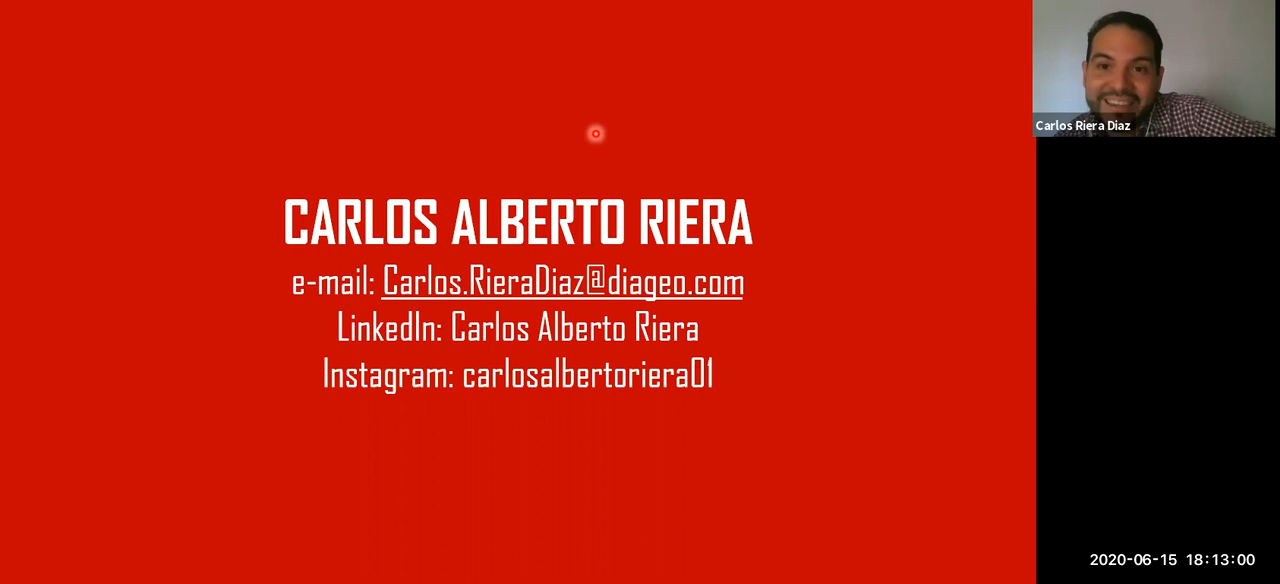 CARLOS ALBERTO RIERA
e-mail: Carlos.RieraDiaz@diageo.com
LinkedIn: Carlos Alberto Riera
Instagram: carlosalbertoriera01
Carlos Riera Diaz
2020-06-15 18:13:00